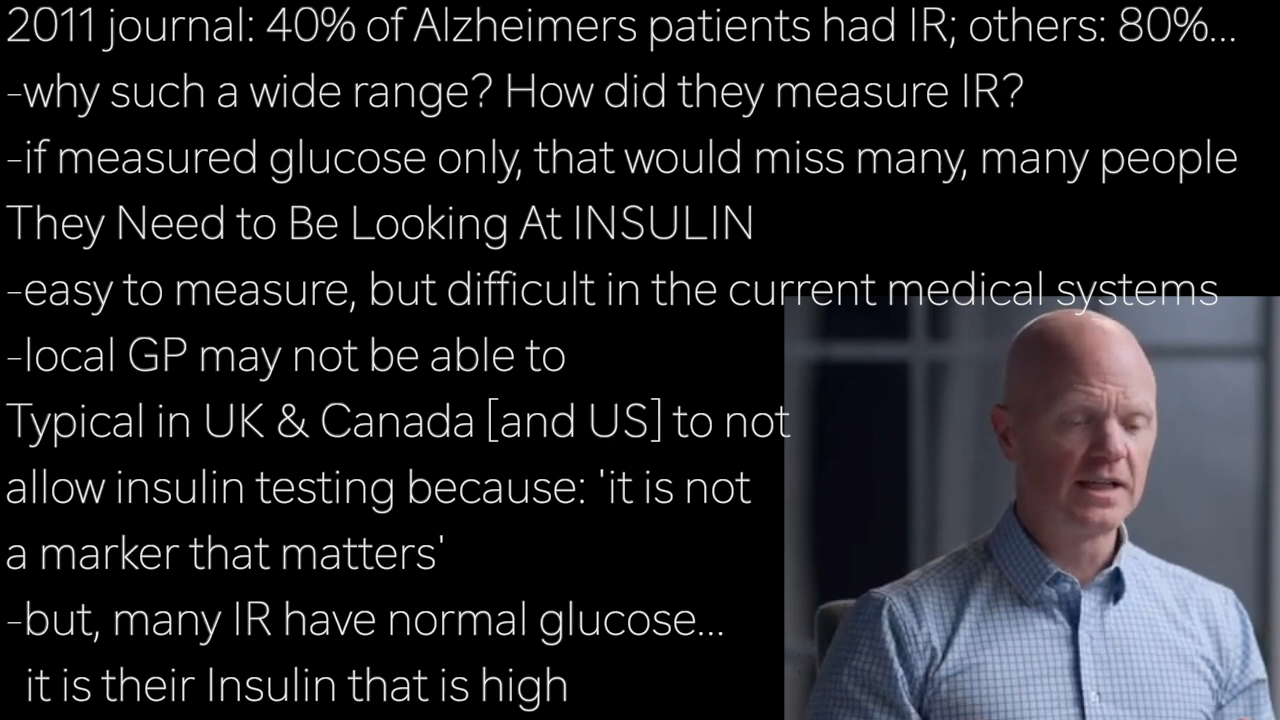 2011 journal: 40% of Alzheimers patients had IR; others: 80%...
-why such a wide range? How did they measure IR?
-if measured glucose only, that would miss many, many people
They Need to Be Looking At INSULIN
-easy to measure, but difficult in the current medical systems
-local GP may not be able to
Typical in UK & Canada [and US] to not
allow insulin testing because: 'it is not
a marker that matters'
-but, many IR have normal glucose...
it is their Insulin that is high